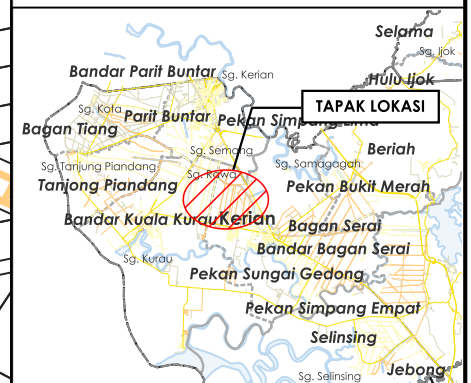 Selama
Sg. Ijok
Bandar Parit Buntar
Sg. Kerian
Hulu Ijok
TAPAK LOKASI
Sg. Kota
Parit Buntar
Pekan Simpang Lima
Bagan Tiang
Sg. Semang
Beriah
Sg. Tanjung Piandang
Sg. Rawa
Sg. Samagagah
Tanjong Piandang
Pekan Bukit Merah
Bandar Kuala Kurau
Kerian
Bagan Serai
Bandar Bagan Serai
Sg. Kurau
Pekan Sungai Gedong
Pekan Simpang Empat
Selinsing
Jebong
Sg. Selinsing